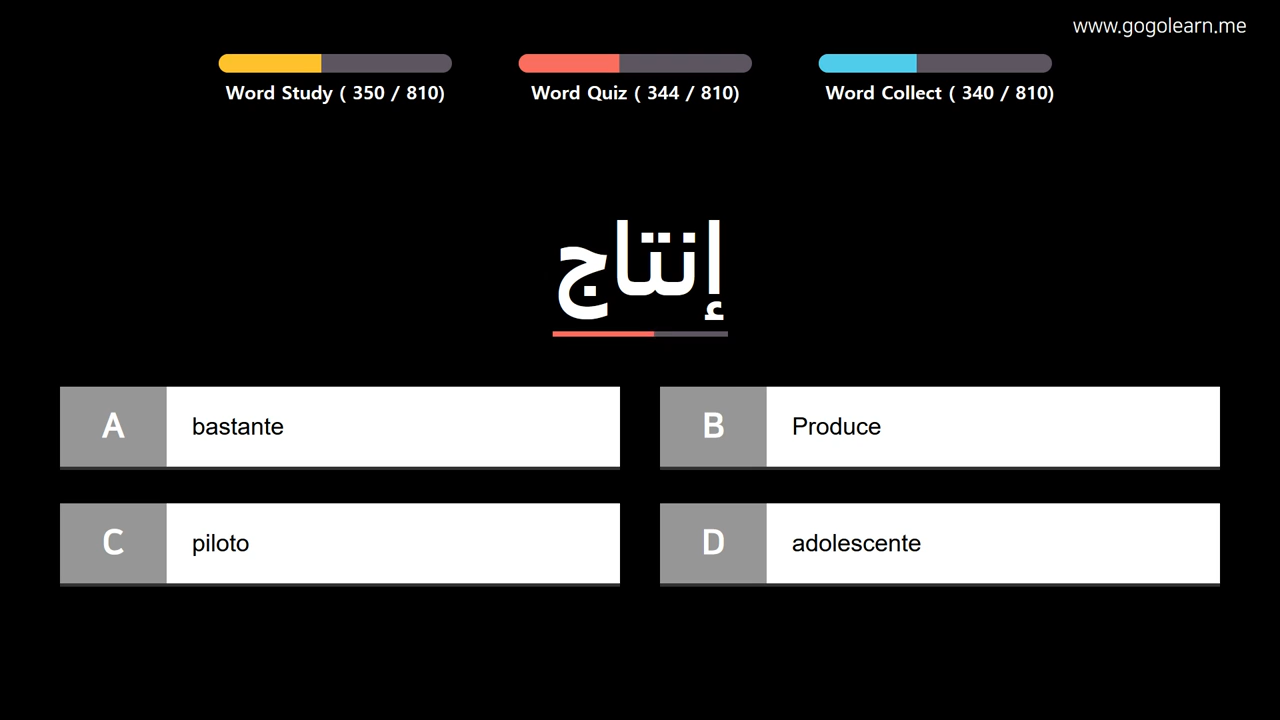 www.gogolearn.me
Word Study ( 350 / 810)
Word Quiz ( 344 / 810)
Word Collect ( 340 / 810)
إنتاج
A bastante
B Produce
C piloto
D adolescente